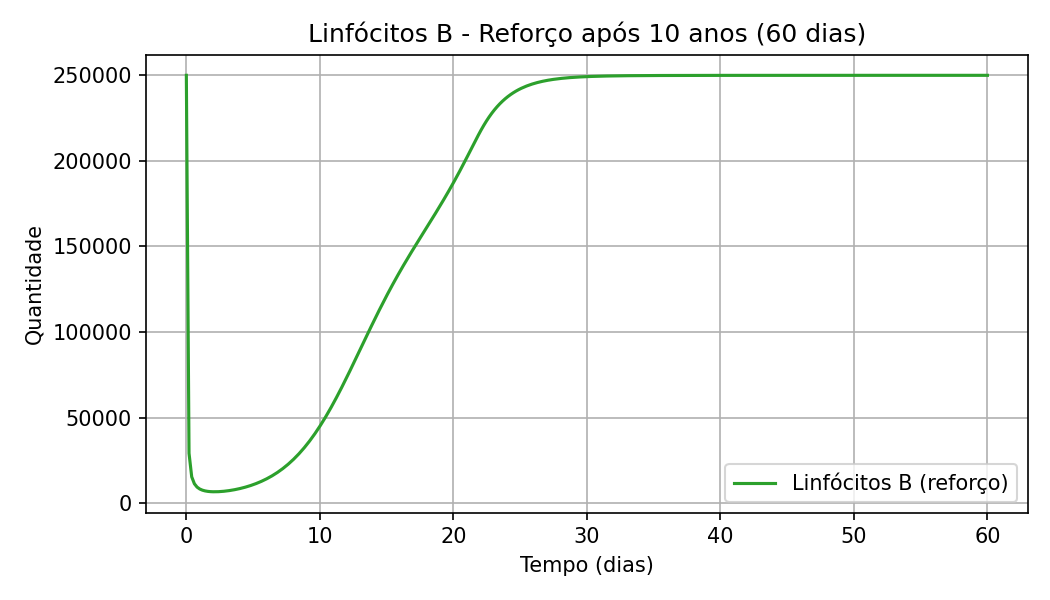 Linfócitos B - Reforço após 10 anos (60 dias)
Quantidade
250000
200000
150000
100000
50000
0
0 10 20 30 40 50 60
Tempo (dias)
Linfócitos B (reforço)